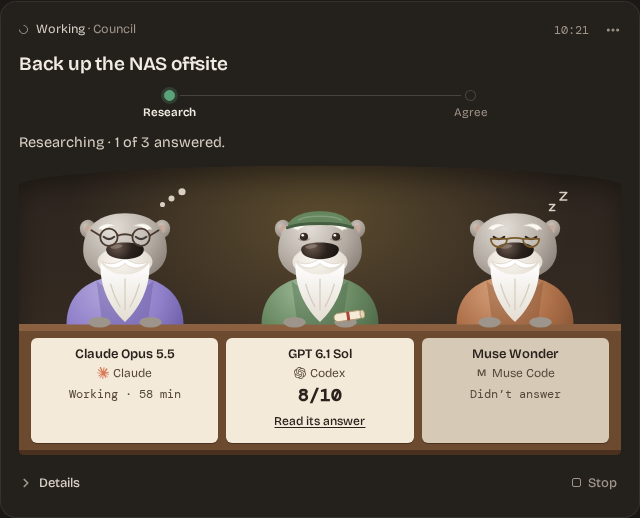 Working · Council
10:21
Back up the NAS offsite
Research
Agree
Researching · 1 of 3 answered.
z
Z
Claude Opus 5.5
Claude
Working · 58 min
GPT 6.1 Sol
Codex
8/10
Read its answer
Muse Wonder
M Muse Code
Didn't answer
Details
Stop